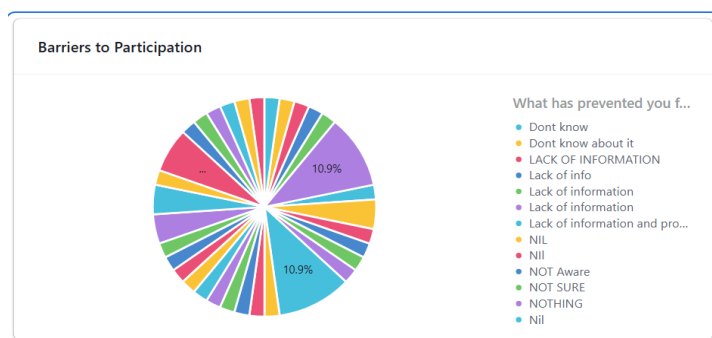 Barriers to Participation
What has prevented you f...
Dont know
Dont know about it
LACK OF INFORMATION
Lack of info
Lack of information
Lack of information
Lack of information and pro...
NIL
NIl
NOT Aware
NOT SURE
NOTHING
Nil
10.9%
...
10.9%